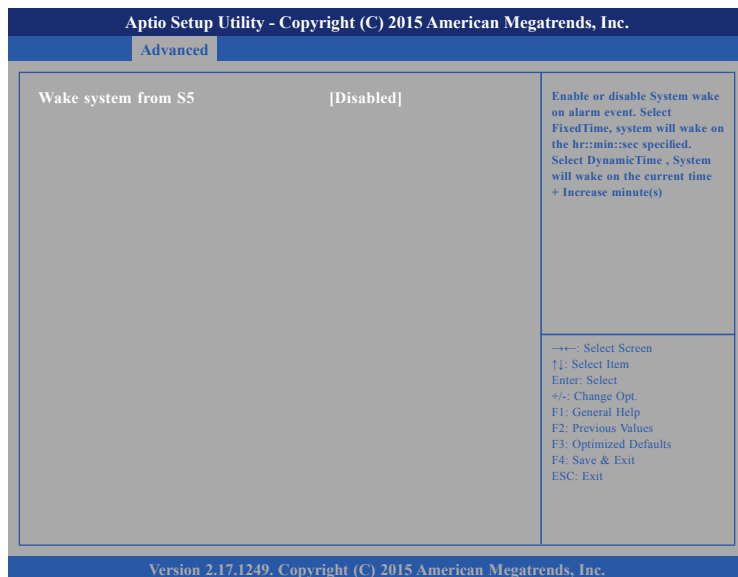 Aptio Setup Utility - Copyright (C) 2015 American Megatrends, Inc.
Advanced
Wake system from S5 [Disabled]
Enable or disable System wake
on alarm event. Select
FixedTime, system will wake on
the hr::min::sec specified.
Select DynamicTime , System
will wake on the current time
+ Increase minute(s)
→←: Select Screen
↑↓: Select Item
Enter: Select
+/-: Change Opt.
F1: General Help
F2: Previous Values
F3: Optimized Defaults
F4: Save & Exit
ESC: Exit
Version 2.17.1249. Copyright (C) 2015 American Megatrends, Inc.